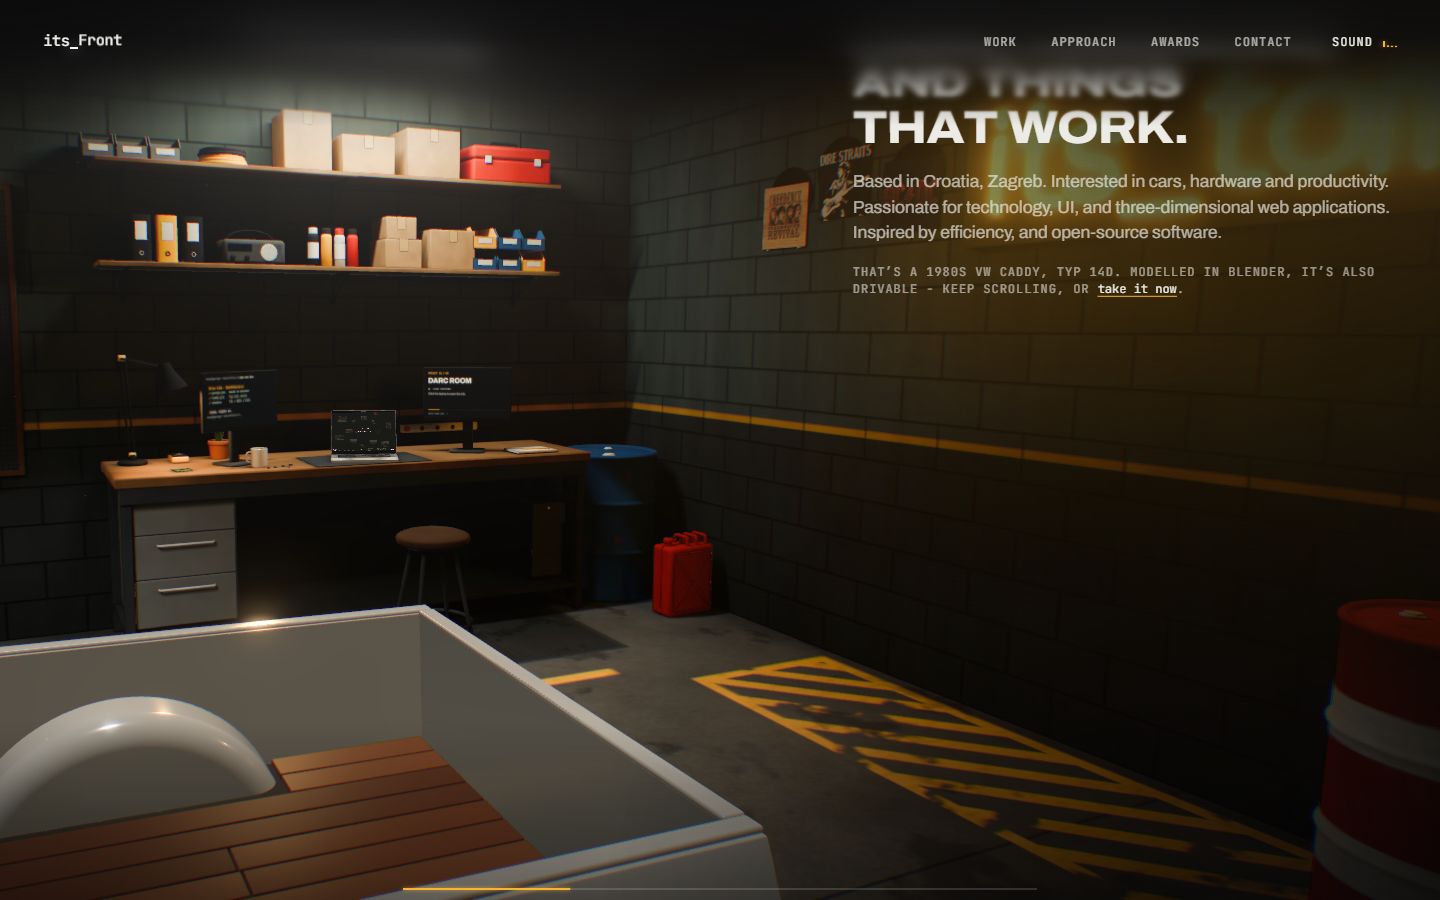 its_Front
WORK APPROACH AWARDS CONTACT SOUND
AND THINGS
THAT WORK.
Based in Croatia, Zagreb. Interested in cars, hardware and productivity.
Passionate for technology, UI, and three-dimensional web applications.
Inspired by efficiency, and open-source software.
THAT’S A 1980S VW CADDY, TYP 14D. MODELLED IN BLENDER, IT’S ALSO
DRIVABLE - KEEP SCROLLING, OR take it now.
DIRE STRAITS
CREEDENCE
REVIVAL
its
DARC ROOM